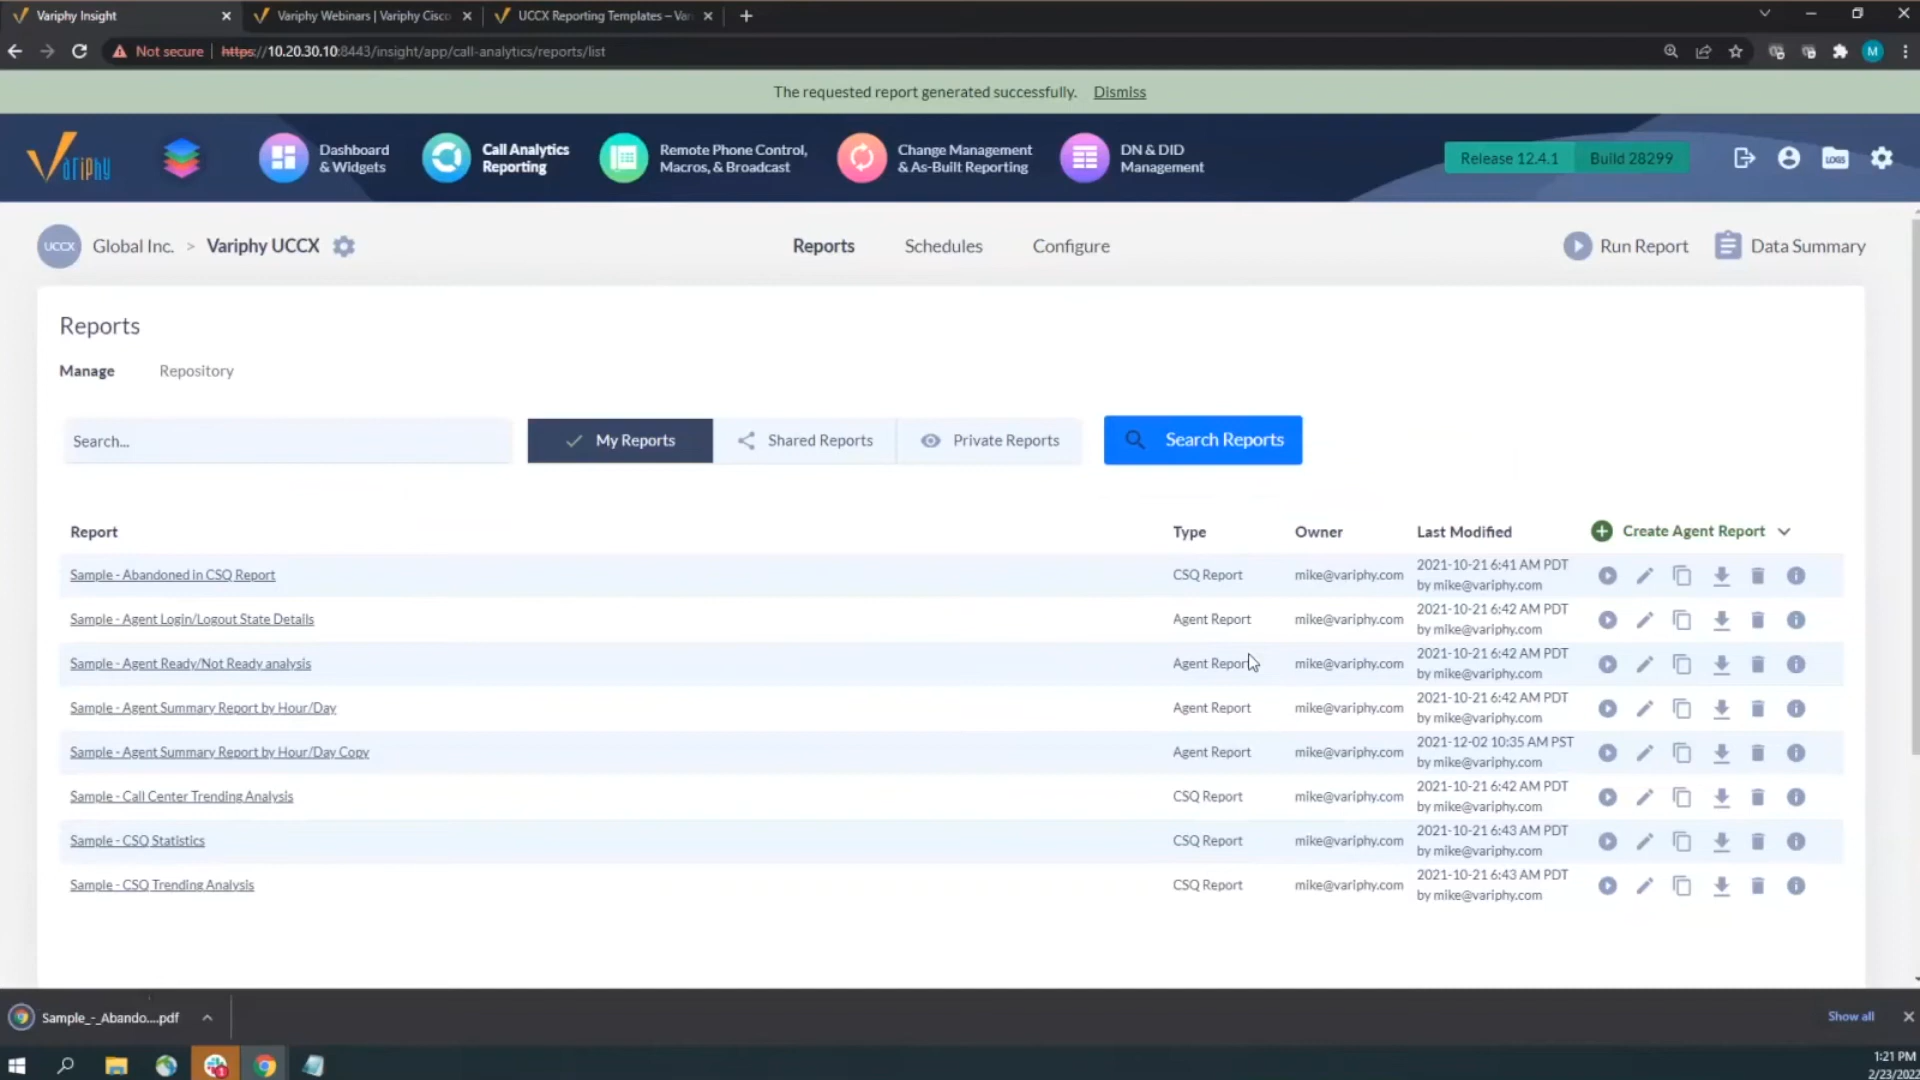 Variphy Insight
Variphy Webinars | Variphy Cisco
UCCX Reporting Templates – Var
Not secure
https://10.20.30.10:8443/insight/app/call-analytics/reports/list
M
The requested report generated successfully. Dismiss
Variphy
Dashboard
& Widgets
Call Analytics
Reporting
Remote Phone Control,
Macros, & Broadcast
Change Management
& As-Built Reporting
DN & DID
Management
Release 12.4.1 Build 28299
LOGS
UCCX Global Inc. > Variphy UCCX
Reports Schedules Configure
Run Report Data Summary
Reports
Manage Repository
Search...
My Reports Shared Reports Private Reports Search Reports
Report Type Owner Last Modified Create Agent Report
Sample - Abandoned in CSQ Report CSQ Report mike@variphy.com 2021-10-21 6:41 AM PDT
by mike@variphy.com
Sample - Agent Login/Logout State Details Agent Report mike@variphy.com 2021-10-21 6:42 AM PDT
by mike@variphy.com
Sample - Agent Ready/Not Ready analysis Agent Report mike@variphy.com 2021-10-21 6:42 AM PDT
by mike@variphy.com
Sample - Agent Summary Report by Hour/Day Agent Report mike@variphy.com 2021-10-21 6:42 AM PDT
by mike@variphy.com
Sample - Agent Summary Report by Hour/Day Copy Agent Report mike@variphy.com 2021-12-02 10:35 AM PST
by mike@variphy.com
Sample - Call Center Trending Analysis CSQ Report mike@variphy.com 2021-10-21 6:42 AM PDT
by mike@variphy.com
Sample - CSQ Statistics CSQ Report mike@variphy.com 2021-10-21 6:43 AM PDT
by mike@variphy.com
Sample - CSQ Trending Analysis CSQ Report mike@variphy.com 2021-10-21 6:43 AM PDT
by mike@variphy.com
Sample_-_Abando....pdf
Show all
1:21 PM
2/23/2022